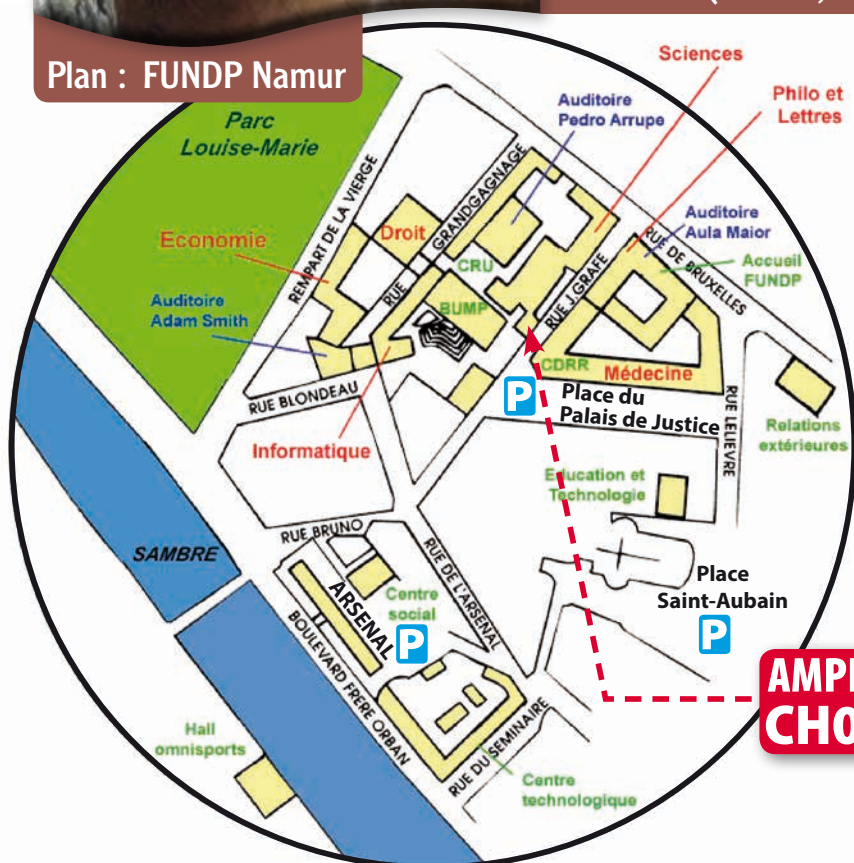 Plan : FUNDP Namur
Parc
Louise-Marie
Sciences
Philo et
Lettres
Auditoire
Pedro Arrupe
REMPART DE LA VIERGE
RUE GRANDGAGNAGE
Droit
Economie
CRU
BUMP
Auditoire
Adam Smith
RUE J.GRAFE
Auditoire
Aula Maior
RUE DE BRUXELLES
Accueil
FUNDP
CDRR
Médecine
RUE BLONDEAU
P
Place du
Palais de Justice
RUE LELIEVRE
Relations
extérieures
Informatique
Education et
Technologie
RUE BRUNO
SAMBRE
RUE DE L'ARSENAL
ARSENAL
Centre
social
P
Place
Saint-Aubain
P
BOULEVARD FRERE ORBAN
Hall
omnisports
RUE DU SEMINAIRE
Centre
technologique